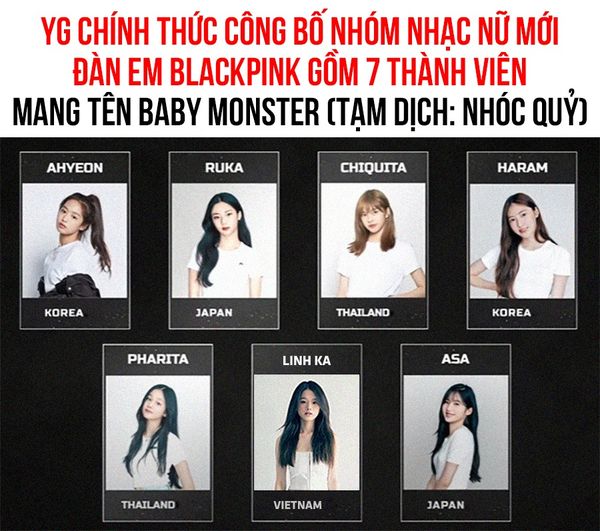 YG CHÍNH THỨC CÔNG BỐ NHÓM NHẠC NỮ MỚI
ĐÀN EM BLACKPINK GỒM 7 THÀNH VIÊN
MANG TÊN BABY MONSTER (TẠM DỊCH: NHÓC QUỶ)
AHYEON
RUKA
CHIQUITA
HARAM
KOREA
JAPAN
THAILAND
KOREA
PHARITA
LINH KA
ASA
THAILAND
VIETNAM
JAPAN